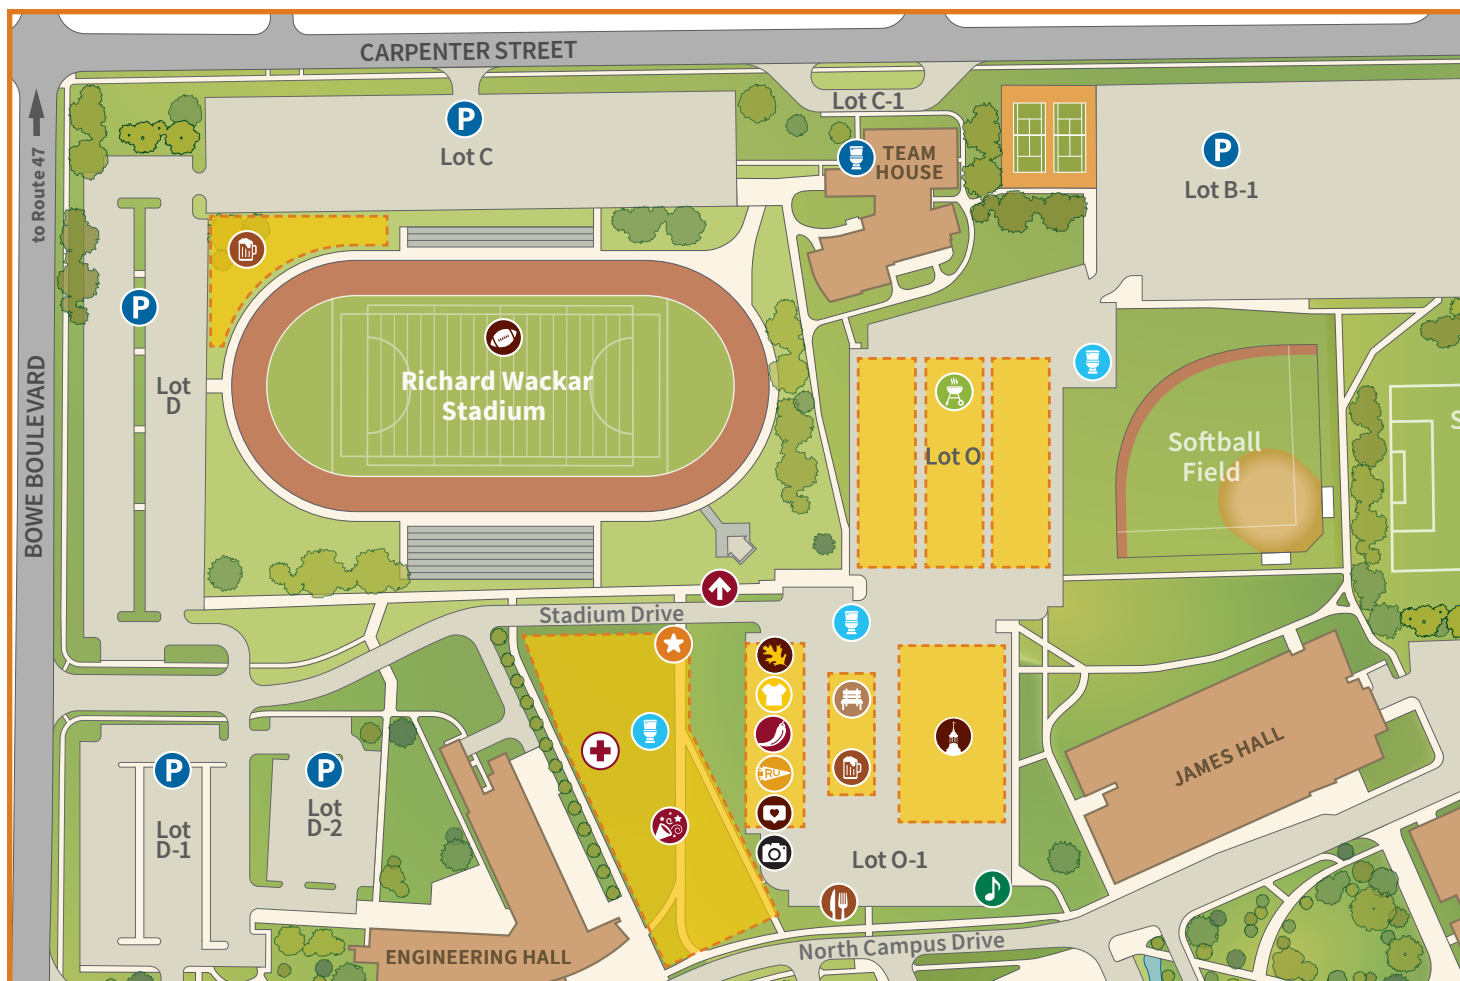 CARPENTER STREET
to Route 47
BOWE BOULEVARD
P
Lot C
Lot C-1
TEAM
HOUSE
P
Lot B-1
P
Lot
D
Richard Wackar
Stadium
Lot O
Softball
Field
S
Stadium Drive
RU
P
Lot
D-1
P
Lot
D-2
JAMES HALL
Lot O-1
ENGINEERING HALL
North Campus Drive